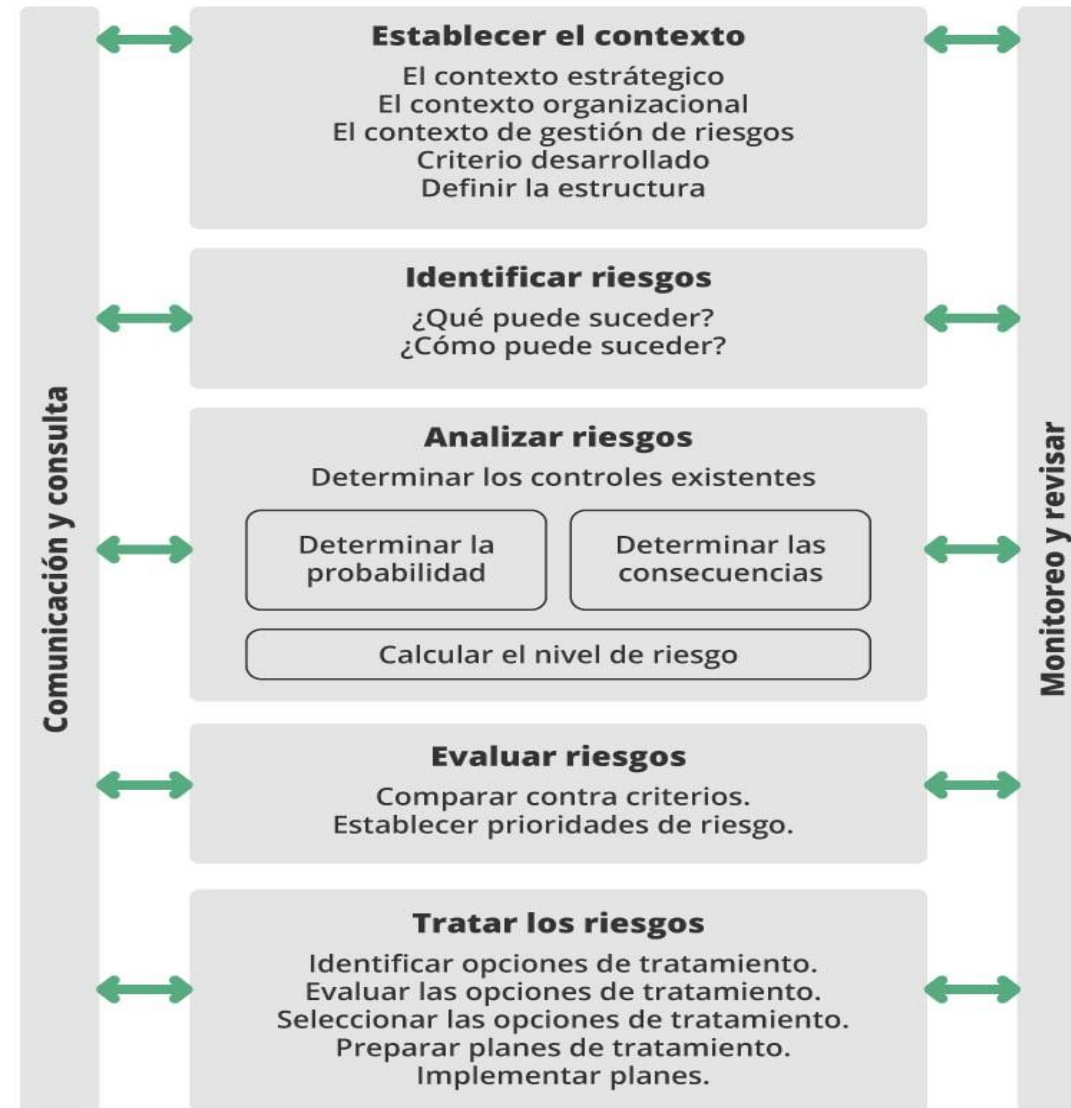 Comunicación y consulta
Establecer el contexto
El contexto estrátegico
El contexto organizacional
El contexto de gestión de riesgos
Criterio desarrollado
Definir la estructura
Identificar riesgos
¿Qué puede suceder?
¿Cómo puede suceder?
Analizar riesgos
Determinar los controles existentes
Determinar la
probabilidad
Determinar las
consecuencias
Calcular el nivel de riesgo
Evaluar riesgos
Comparar contra criterios.
Establecer prioridades de riesgo.
Tratar los riesgos
Identificar opciones de tratamiento.
Evaluar las opciones de tratamiento.
Seleccionar las opciones de tratamiento.
Preparar planes de tratamiento.
Implementar planes.
Monitoreo y revisar